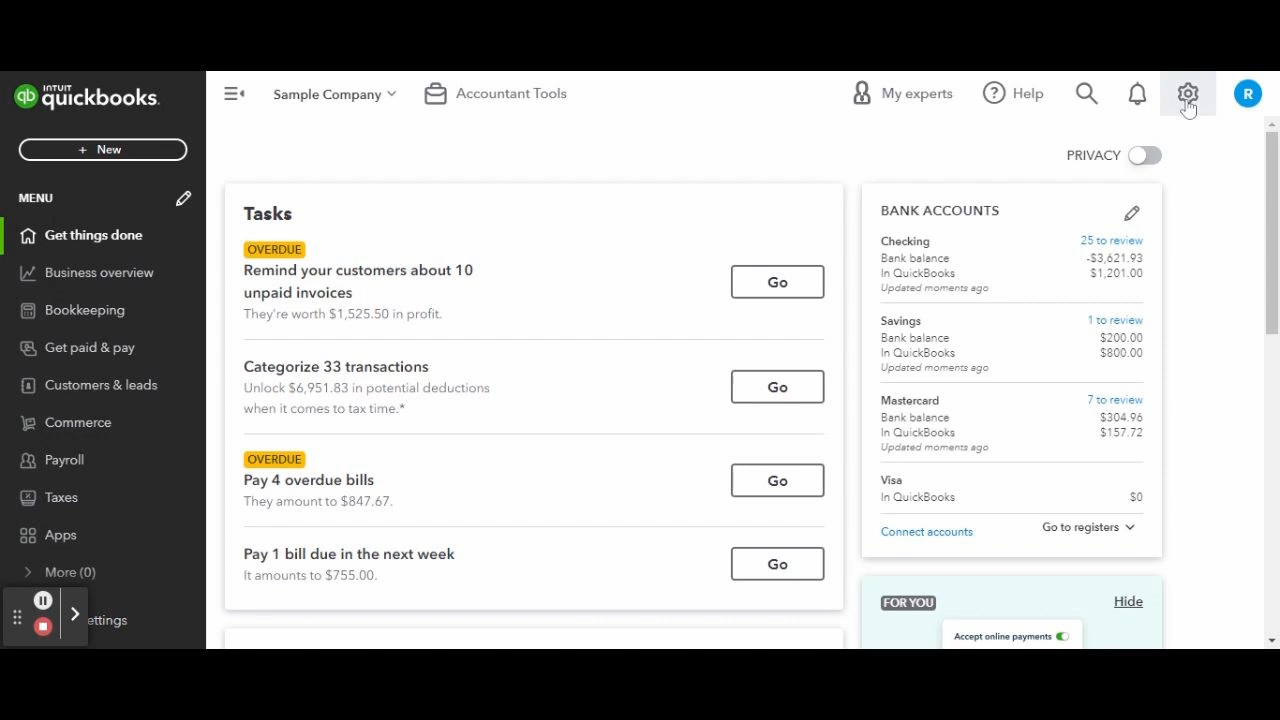 INTUIT
quickbooks.
Sample Company
Accountant Tools
My experts
Help
R
+ New
MENU
Get things done
Business overview
Bookkeeping
Get paid & pay
Customers & leads
Commerce
Payroll
Taxes
Apps
More (0)
ettings
PRIVACY
Tasks
OVERDUE
Remind your customers about 10
unpaid invoices
They're worth $1,525.50 in profit.
Go
Categorize 33 transactions
Unlock $6,951.83 in potential deductions
when it comes to tax time.*
Go
OVERDUE
Pay 4 overdue bills
They amount to $847.67.
Go
Pay 1 bill due in the next week
It amounts to $755.00.
Go
BANK ACCOUNTS
Checking 25 to review
Bank balance -$3,621.93
In QuickBooks $1,201.00
Updated moments ago
Savings 1 to review
Bank balance $200.00
In QuickBooks $800.00
Updated moments ago
Mastercard 7 to review
Bank balance $304.96
In QuickBooks $157.72
Updated moments ago
Visa
In QuickBooks $0
Connect accounts Go to registers
FOR YOU Hide
Accept online payments